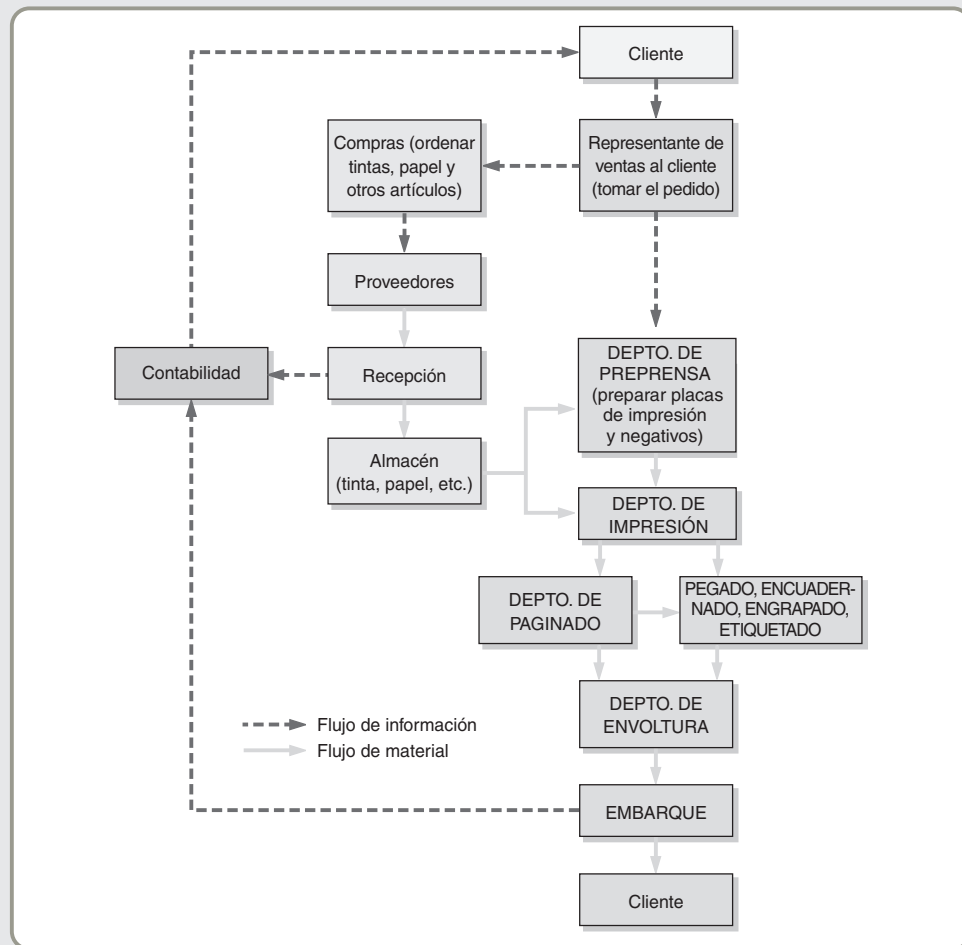 Cliente
Compras (ordenar
tintas, papel y
otros artículos)
Representante de
ventas al cliente
(tomar el pedido)
Proveedores
Contabilidad
Recepción
DEPTO. DE
PREPRENSA
(preparar placas
de impresión
y negativos)
Almacén
(tinta, papel, etc.)
DEPTO. DE
IMPRESIÓN
DEPTO. DE
PAGINADO
PEGADO, ENCUADER-
NADO, ENGRAPADO,
ETIQUETADO
DEPTO. DE
ENVOLTURA
Flujo de información
Flujo de material
EMBARQUE
Cliente